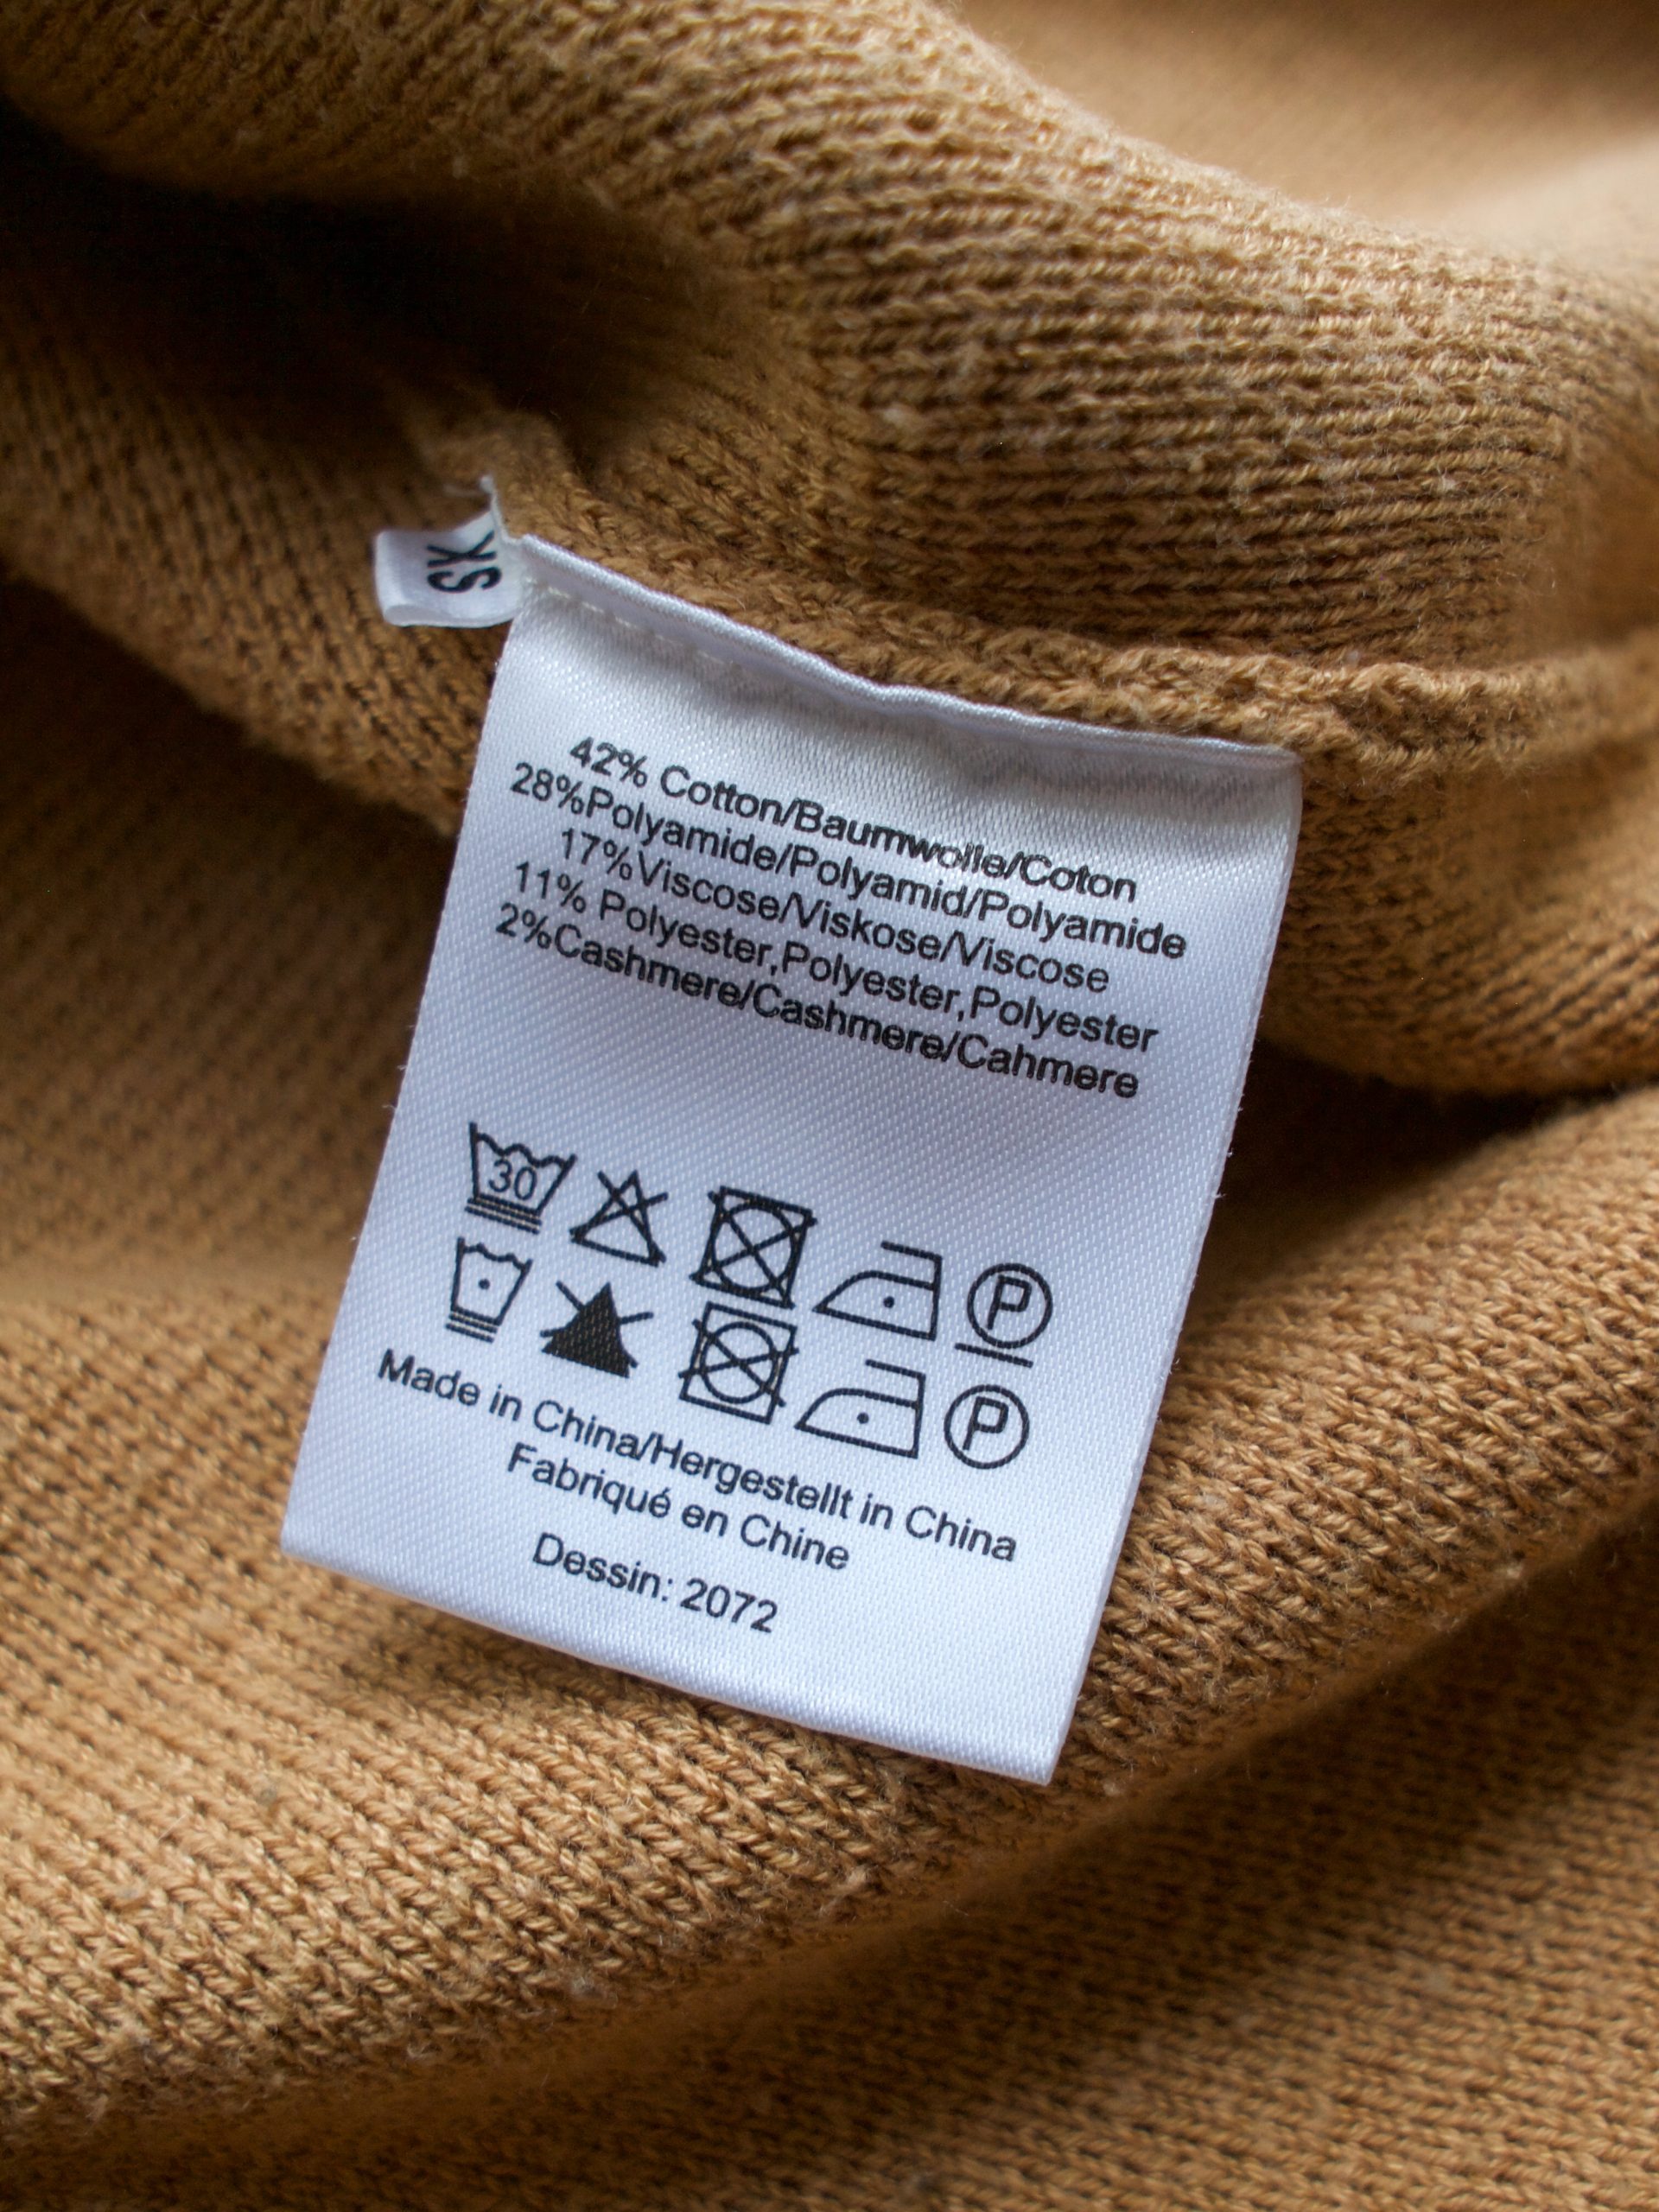 SK
42% Cotton/Baumwolle/Coton
28%Polyamide/Polyamid/Polyamide
17%Viscose/Viskose/Viscose
11% Polyester,Polyester,Polyester
2%Cashmere/Cashmere/Cahmere
30
P
P
Made in China/Hergestellt in China
Fabriqué en Chine
Dessin: 2072